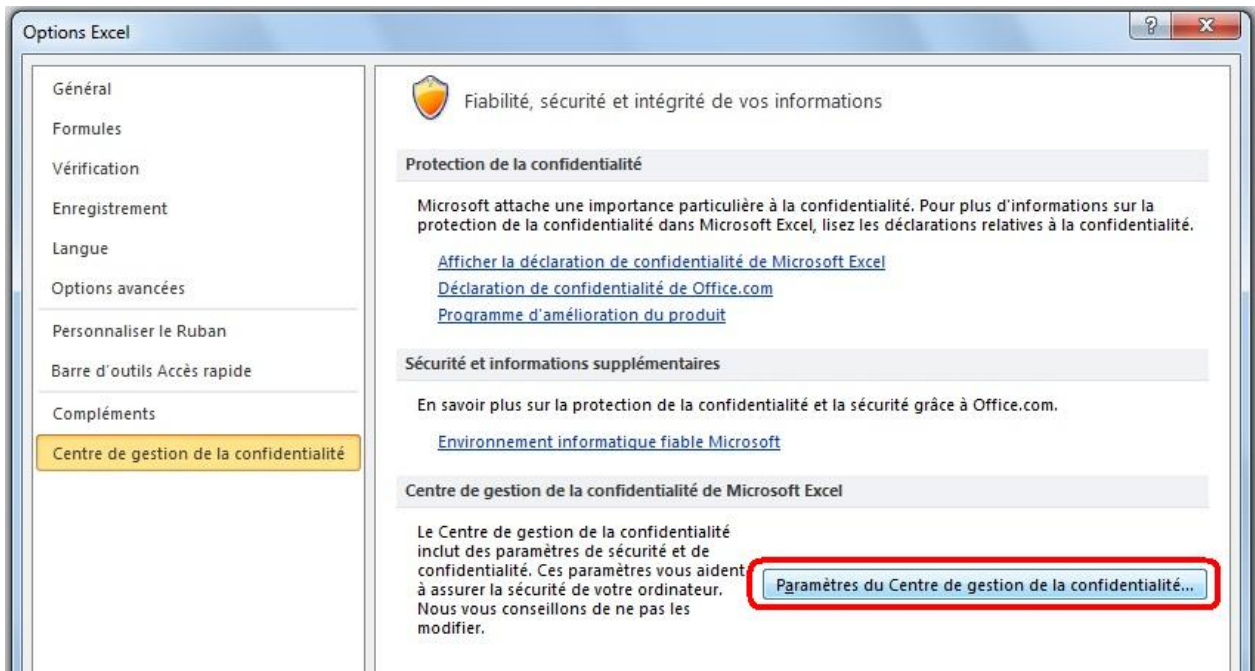 Options Excel
Général
Formules
Vérification
Enregistrement
Langue
Options avancées
Personnaliser le Ruban
Barre d'outils Accès rapide
Compléments
Centre de gestion de la confidentialité
Fiabilité, sécurité et intégrité de vos informations
Protection de la confidentialité
Microsoft attache une importance particulière à la confidentialité. Pour plus d'informations sur la
protection de la confidentialité dans Microsoft Excel, lisez les déclarations relatives à la confidentialité.
Afficher la déclaration de confidentialité de Microsoft Excel
Déclaration de confidentialité de Office.com
Programme d'amélioration du produit
Sécurité et informations supplémentaires
En savoir plus sur la protection de la confidentialité et la sécurité grâce à Office.com.
Environnement informatique fiable Microsoft
Centre de gestion de la confidentialité de Microsoft Excel
Le Centre de gestion de la confidentialité
inclut des paramètres de sécurité et de
confidentialité. Ces paramètres vous aident
à assurer la sécurité de votre ordinateur.
Nous vous conseillons de ne pas les
modifier.
Paramètres du Centre de gestion de la confidentialité...